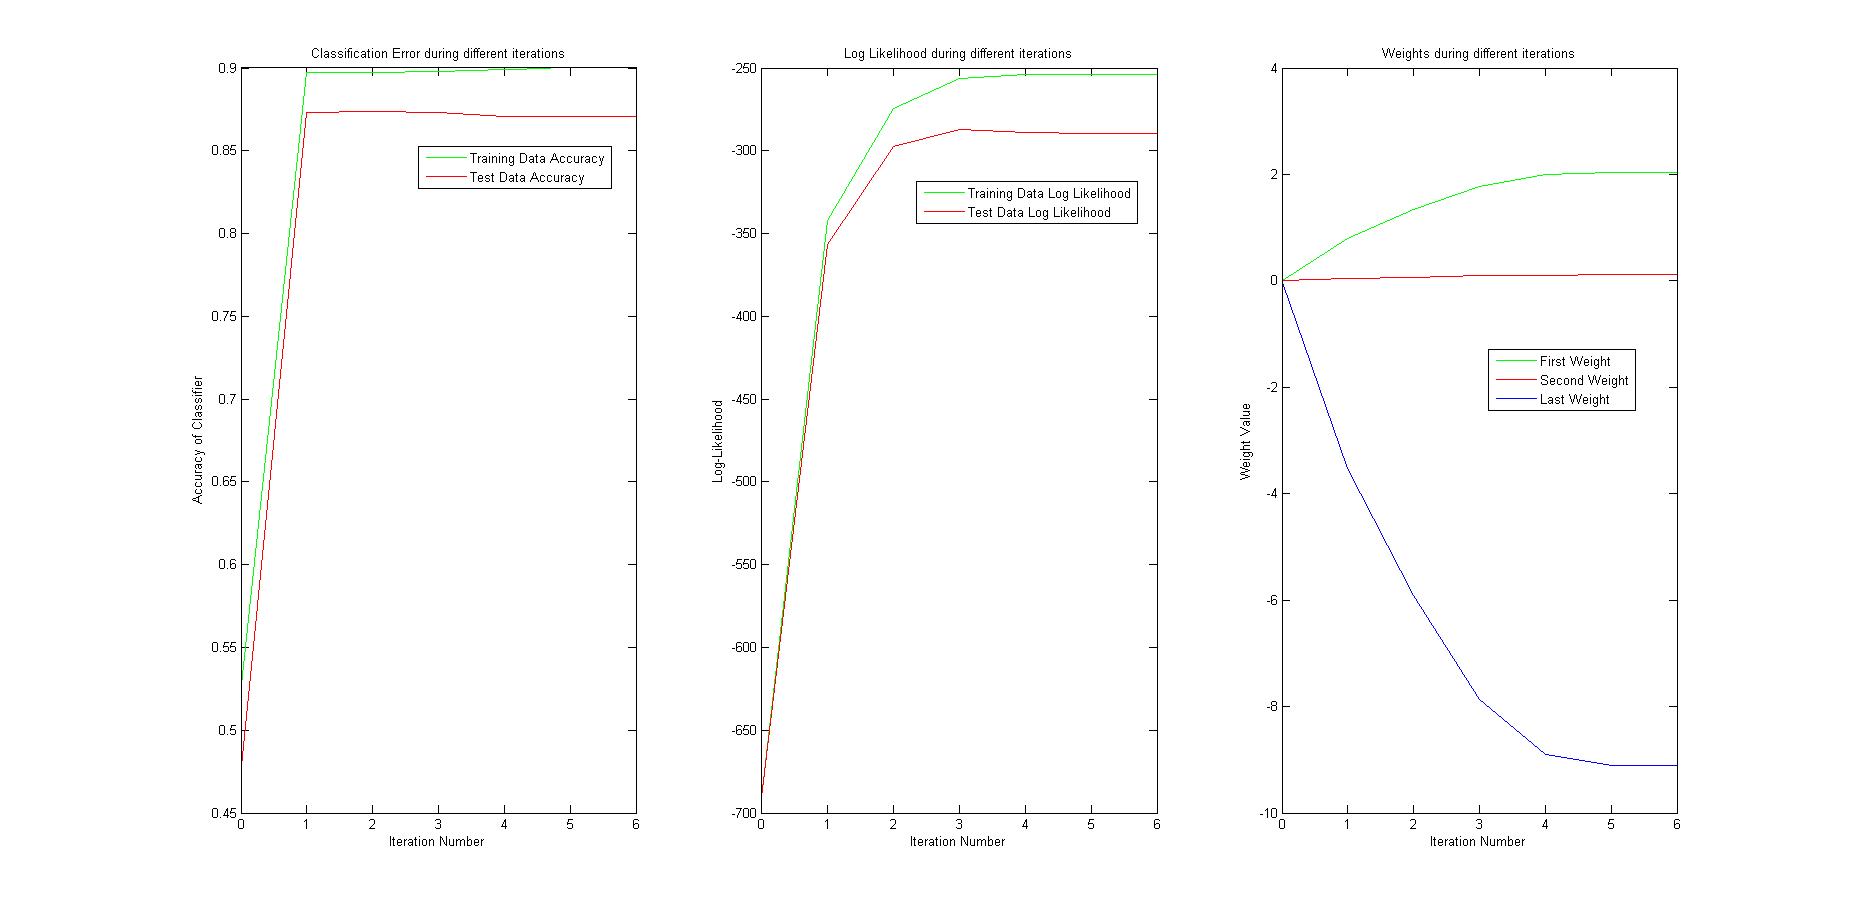 Classification Error during different iterations
0.9
0.85
0.8
0.75
0.7
0.65
0.6
0.55
0.5
0.45
Accuracy of Classifier
Training Data Accuracy
Test Data Accuracy
0 1 2 3 4 5 6
Iteration Number
Log Likelihood during different iterations
-250
-300
-350
-400
-450
-500
-550
-600
-650
-700
Log-Likelihood
Training Data Log Likelihood
Test Data Log Likelihood
0 1 2 3 4 5 6
Iteration Number
Weights during different iterations
4
2
0
-2
-4
-6
-8
-10
Weight Value
First Weight
Second Weight
Last Weight
0 1 2 3 4 5 6
Iteration Number